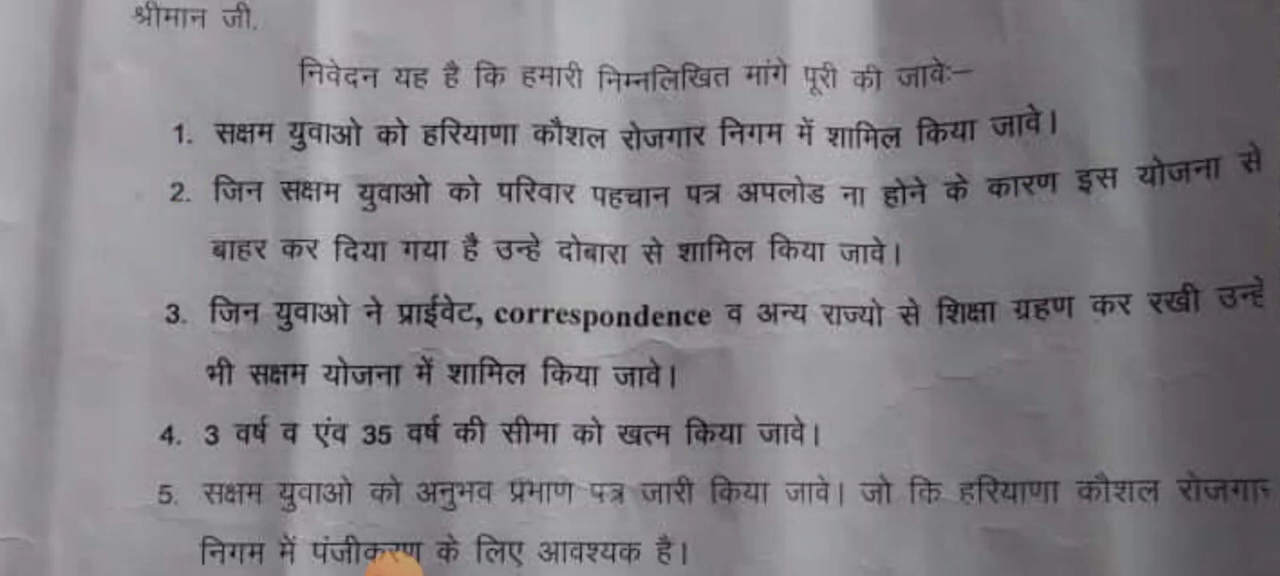 श्रीमान जी.
निवेदन यह है कि हमारी निम्नलिखित मांगे पूरी की जावेः–
1. सक्षम युवाओ को हरियाणा कौशल रोजगार निगम में शामिल किया जावे।
2. जिन सक्षम युवाओ को परिवार पहचान पत्र अपलोड ना होने के कारण इस योजना से
बाहर कर दिया गया है उन्हे दोबारा से शामिल किया जावे।
3. जिन युवाओ ने प्राईवेट, correspondence व अन्य राज्यो से शिक्षा ग्रहण कर रखी उन्हे
भी सक्षम योजना में शामिल किया जावे।
4. 3 वर्ष व एंव 35 वर्ष की सीमा को खत्म किया जावे।
5. सक्षम युवाओ को अनुभव प्रमाण पत्र जारी किया जावे। जो कि हरियाणा कौशल रोजगार
निगम में पंजीकरण के लिए आवश्यक है।